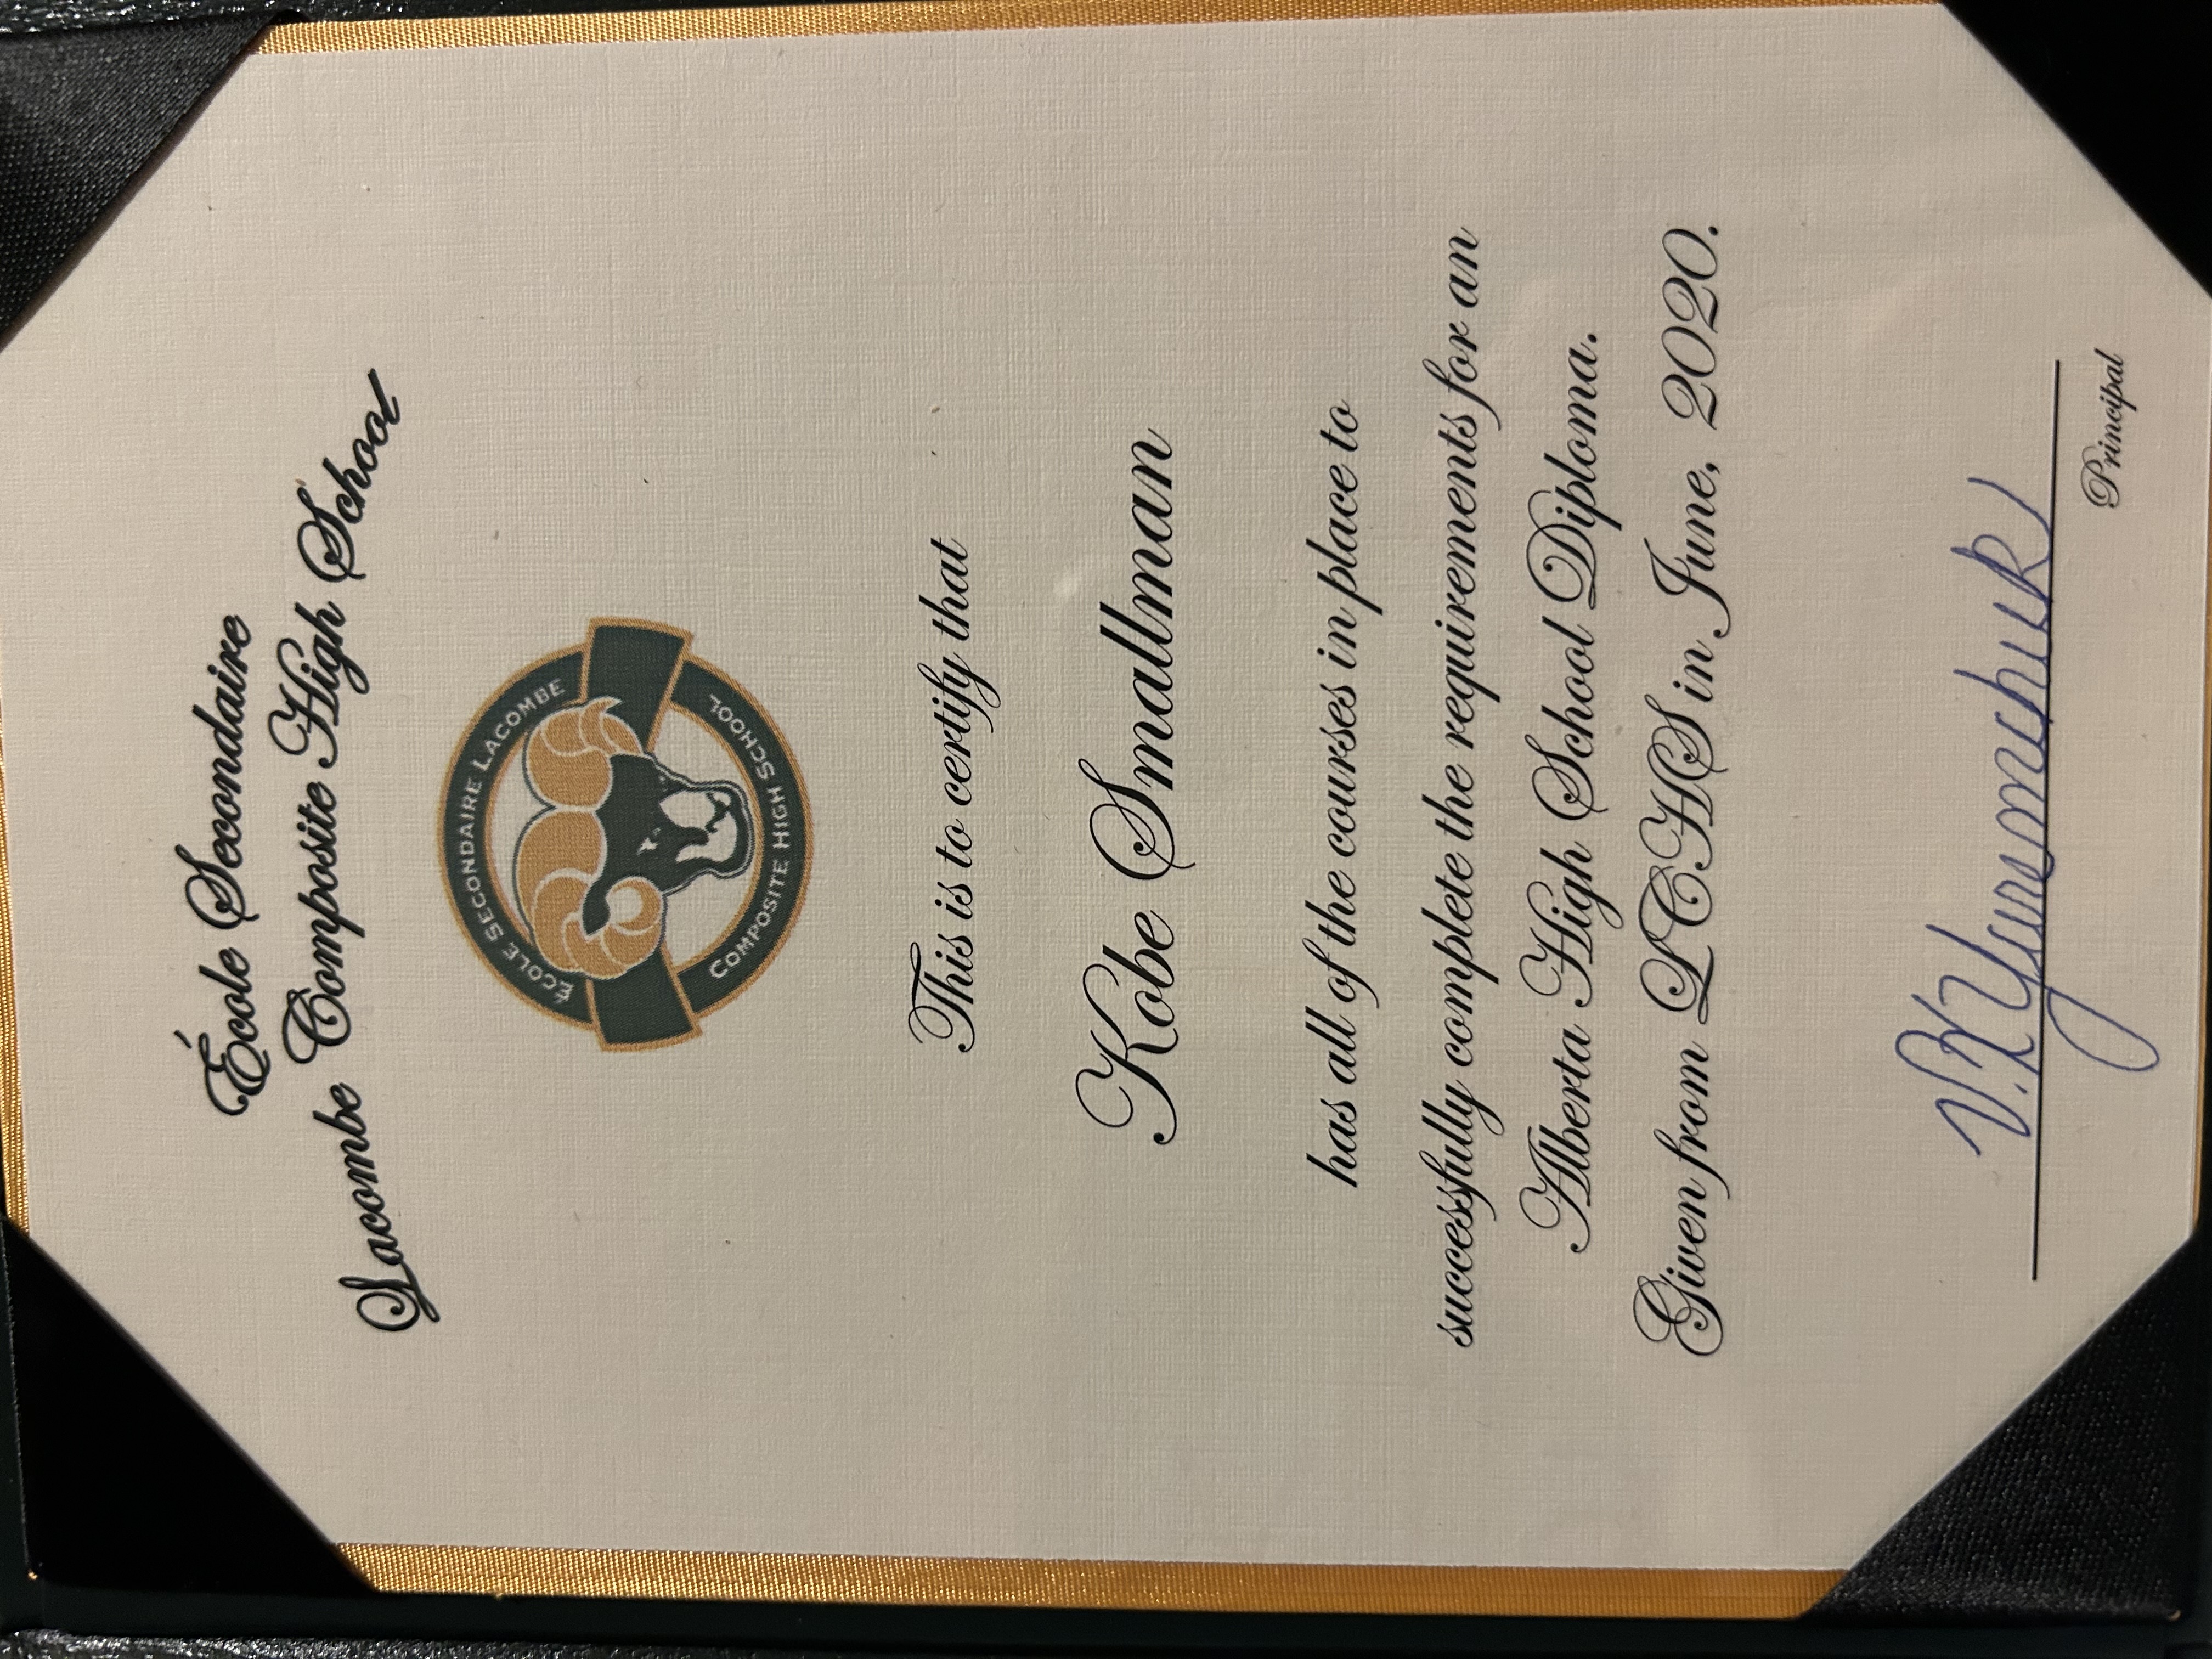 École Secondaire
Lacombe Composite High School
ÉCOLE SECONDAIRE LACOMBE
COMPOSITE HIGH SCHOOL
This is to certify that
Kobe Smallman
has all of the courses in place to
successfully complete the requirements for an
Alberta High School Diploma.
Given from LCHS in June, 2020.
V. K Yuremchuk
Principal